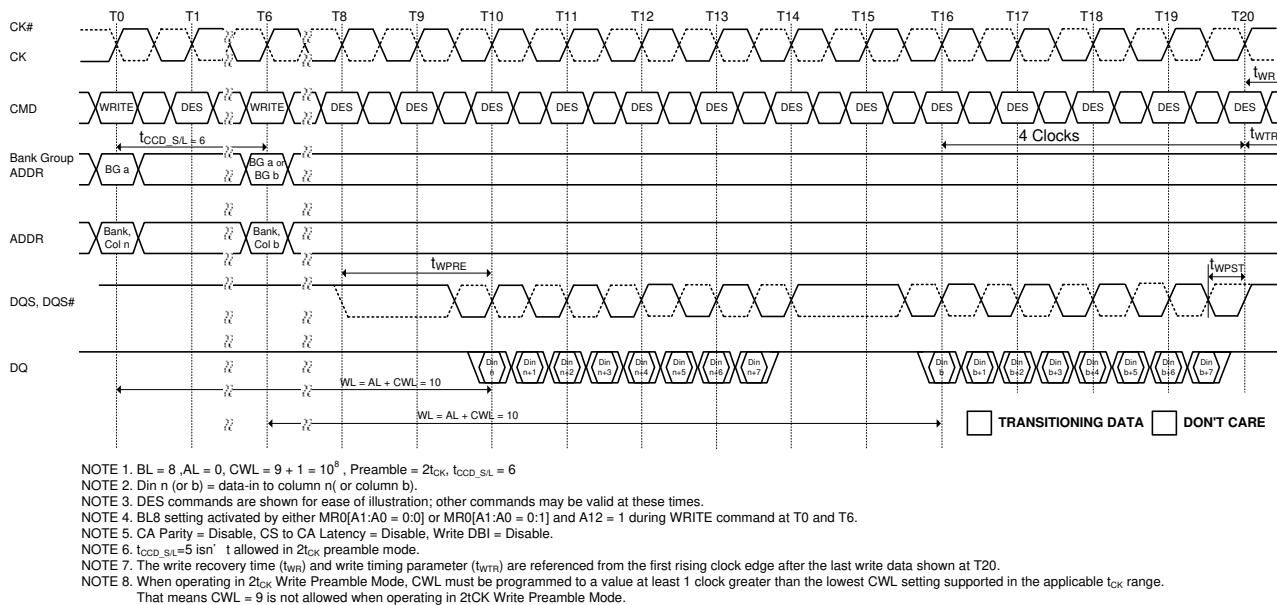 T0 T1 T6 T8 T9 T10 T11 T12 T13 T14 T15 T16 T17 T18 T19 T20
CK#
CK
tWR
CMD WRITE DES WRITE DES DES DES DES DES DES DES DES DES DES DES DES DES
tCCD_S/L = 6
4 Clocks
tWTR
Bank Group
ADDR
BG a
BG a or
BG b
ADDR
Bank,
Col n
Bank,
Col b
tWPRE
tWPST
DQS, DQS#
DQ
Din n Din n+1 Din n+2 Din n+3 Din n+4 Din n+5 Din n+6 Din n+7 Din b Din b+1 Din b+2 Din b+3 Din b+4 Din b+5 Din b+6 Din b+7
WL = AL + CWL = 10
WL = AL + CWL = 10
TRANSITIONING DATA DON'T CARE
NOTE 1. BL = 8 ,AL = 0, CWL = 9 + 1 = 10⁸ , Preamble = 2tCK, tCCD_S/L = 6
NOTE 2. Din n (or b) = data-in to column n( or column b).
NOTE 3. DES commands are shown for ease of illustration; other commands may be valid at these times.
NOTE 4. BL8 setting activated by either MR0[A1:A0 = 0:0] or MR0[A1:A0 = 0:1] and A12 = 1 during WRITE command at T0 and T6.
NOTE 5. CA Parity = Disable, CS to CA Latency = Disable, Write DBI = Disable.
NOTE 6. tCCD_S/L=5 isn' t allowed in 2tCK preamble mode.
NOTE 7. The write recovery time (tWR) and write timing parameter (tWTR) are referenced from the first rising clock edge after the last write data shown at T20.
NOTE 8. When operating in 2tCK Write Preamble Mode, CWL must be programmed to a value at least 1 clock greater than the lowest CWL setting supported in the applicable tCK range.
That means CWL = 9 is not allowed when operating in 2tCK Write Preamble Mode.